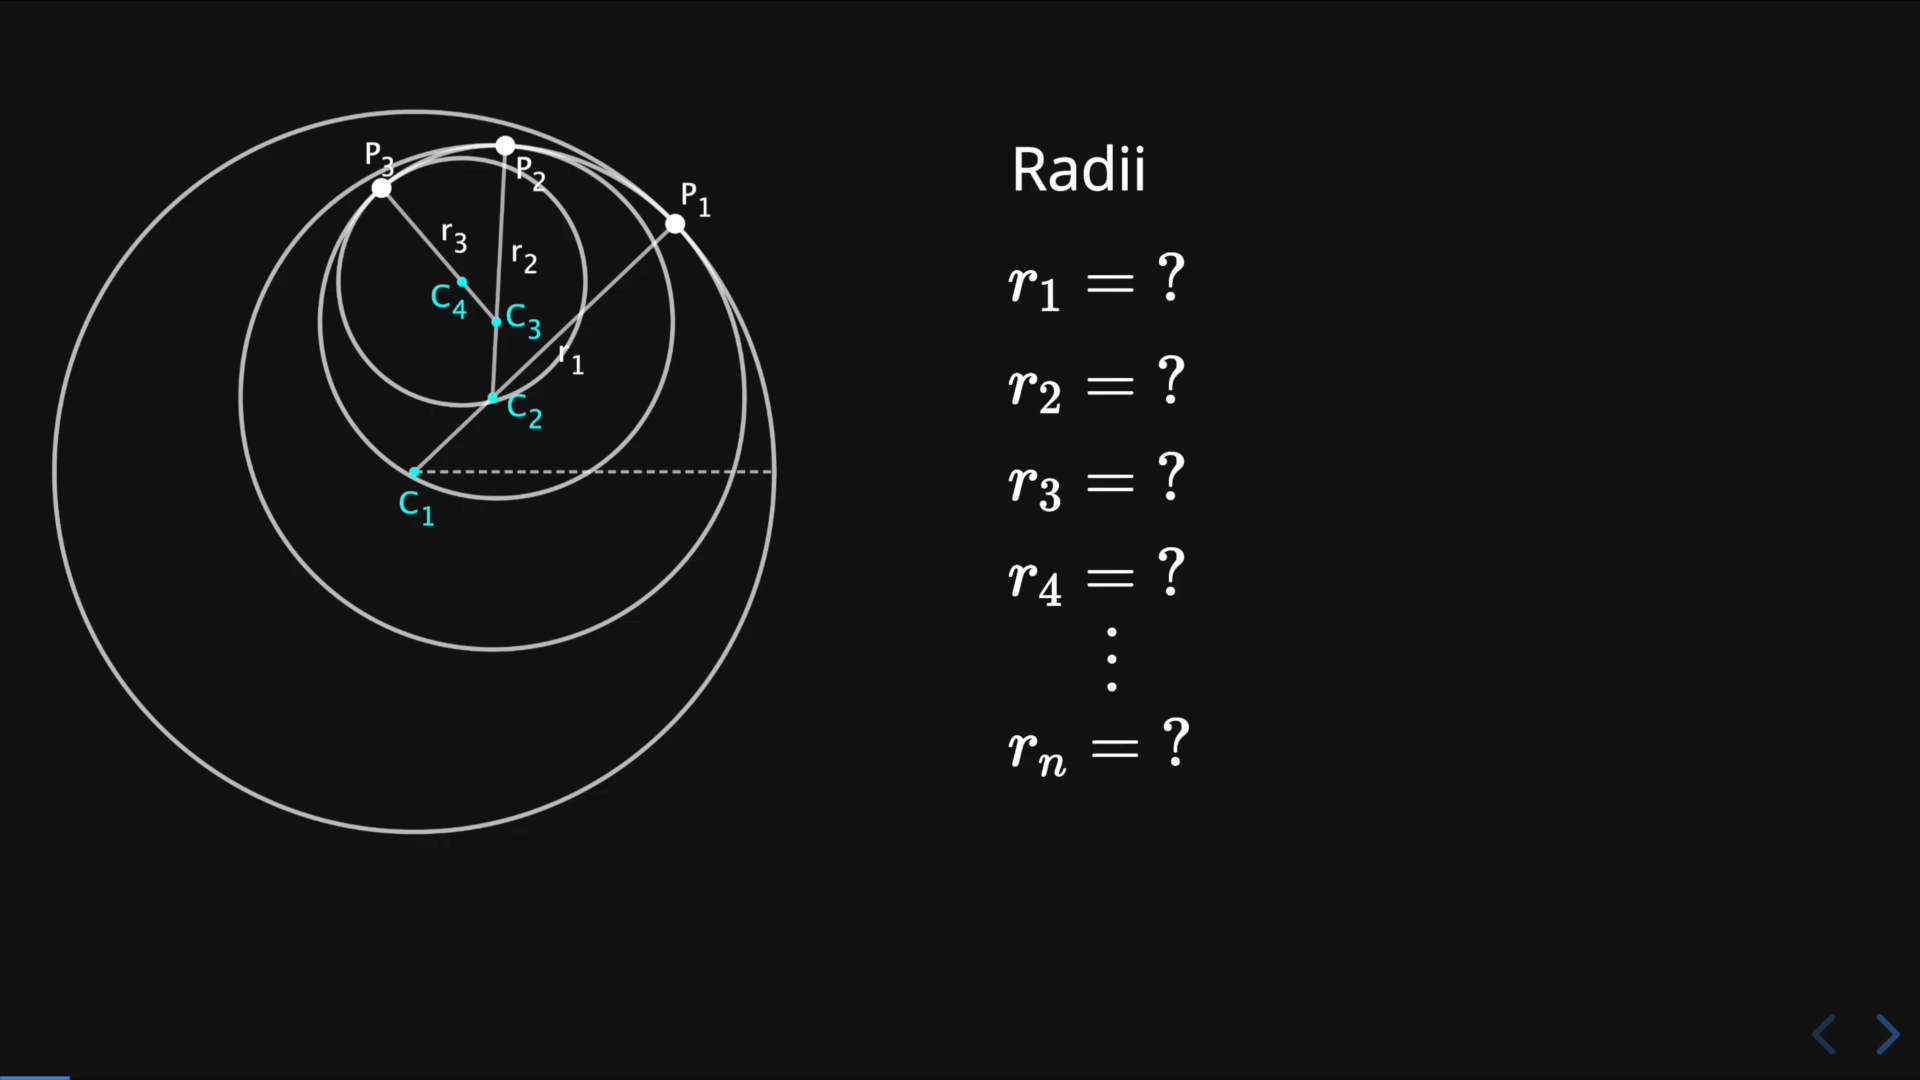 P₃
P₂
P₁
r₃
r₂
C₄
C₃
r₁
C₂
C₁
Radii
r₁ = ?
r₂ = ?
r₃ = ?
r₄ = ?
⋮
rₙ = ?